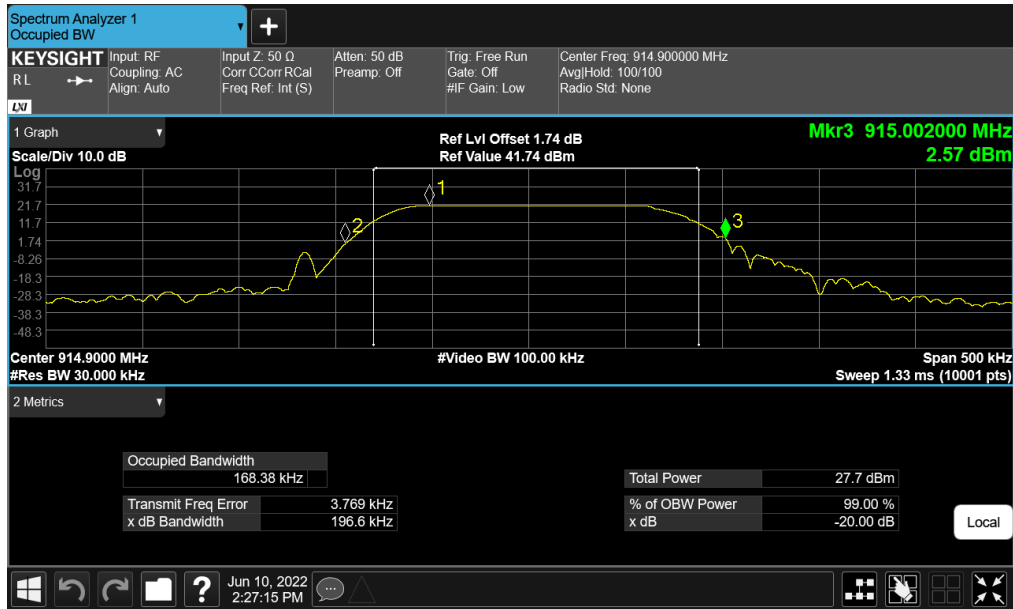 Spectrum Analyzer 1
Occupied BW
+
KEYSIGHT
R L
LXI
Input: RF
Coupling: AC
Align: Auto
Input Z: 50 Ω
Corr CCorr RCal
Freq Ref: Int (S)
Atten: 50 dB
Preamp: Off
Trig: Free Run
Gate: Off
#IF Gain: Low
Center Freq: 914.900000 MHz
Avg|Hold: 100/100
Radio Std: None
1 Graph
Scale/Div 10.0 dB
Ref Lvl Offset 1.74 dB
Ref Value 41.74 dBm
Mkr3 915.002000 MHz
2.57 dBm
Log
31.7
21.7
11.7
1.74
-8.26
-18.3
-28.3
-38.3
-48.3
1
2
3
Center 914.9000 MHz
#Video BW 100.00 kHz
Span 500 kHz
#Res BW 30.000 kHz
Sweep 1.33 ms (10001 pts)
2 Metrics
Occupied Bandwidth
168.38 kHz
Transmit Freq Error 3.769 kHz
x dB Bandwidth 196.6 kHz
Total Power 27.7 dBm
% of OBW Power 99.00 %
x dB -20.00 dB
Local
?
Jun 10, 2022
2:27:15 PM